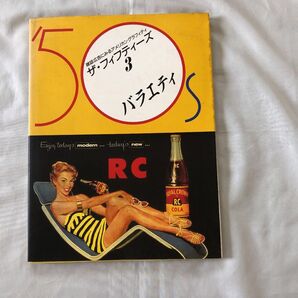 '50s
雑誌広告にみるアメリカングラフィティ
ザ・フィフティーズ
3
バラエティ
Enjoy today's modern ... today's new ...
RC
ROYAL CROWN
RC
COLA